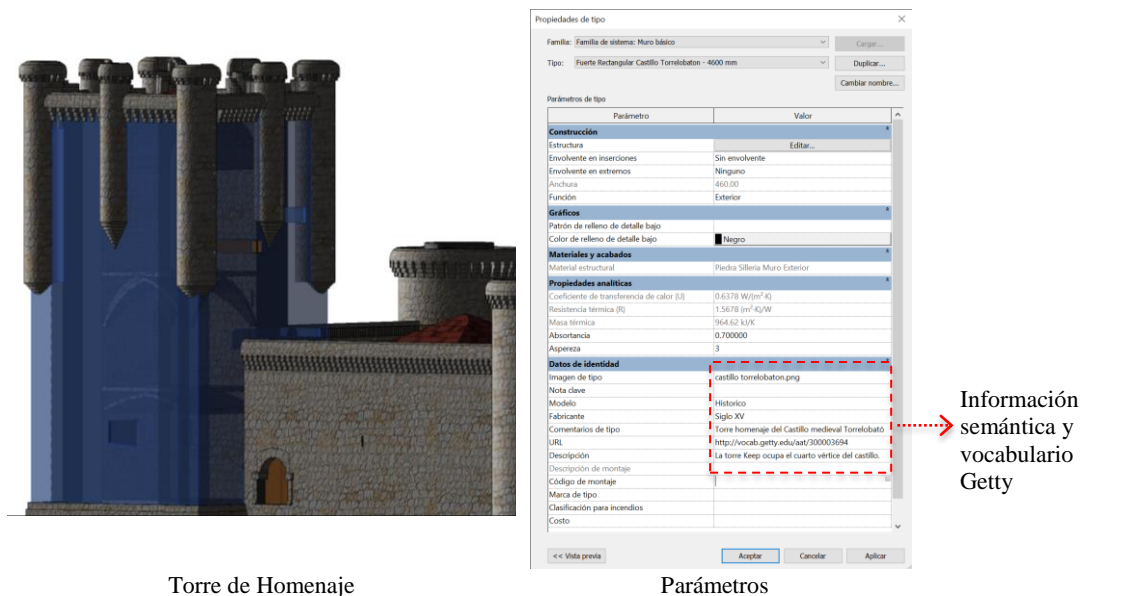 Propiedades de tipo
Familia: Familia de sistema: Muro básico Cargar...
Tipo: Fuerte Rectangular Castillo Torrelobaton - 4600 mm Duplicar...
Cambiar nombre...
Parámetros de tipo
Parámetro Valor
Construcción
Estructura Editar...
Envolvente en inserciones Sin envolvente
Envolvente en extremos Ninguno
Anchura 460.00
Función Exterior
Gráficos
Patrón de relleno de detalle bajo
Color de relleno de detalle bajo Negro
Materiales y acabados
Material estructural Piedra Silleria Muro Exterior
Propiedades analíticas
Coeficiente de transferencia de calor (U) 0.6378 W/(m²·K)
Resistencia térmica (R) 1.5678 (m²·K)/W
Masa térmica 964.62 kJ/K
Absortancia 0.700000
Aspereza 3
Datos de identidad
Imagen de tipo castillo torrelobaton.png
Nota clave
Modelo Historico
Fabricante Siglo XV
Comentarios de tipo Torre homenaje del Castillo medieval Torrelobató
URL http://vocab.getty.edu/aat/300003694
Descripción La torre Keep ocupa el cuarto vértice del castillo.
Descripción de montaje
Código de montaje
Marca de tipo
Clasificación para incendios
Costo
<< Vista previa Aceptar Cancelar Aplicar
Información
semántica y
vocabulario
Getty
Torre de Homenaje Parámetros